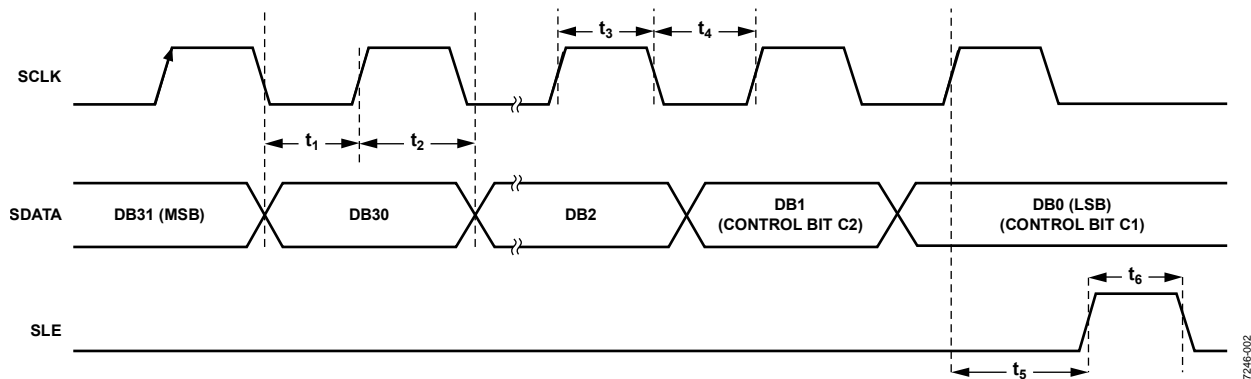 t3
t4
SCLK
t1
t2
SDATA
DB31 (MSB)
DB30
DB2
DB1
(CONTROL BIT C2)
DB0 (LSB)
(CONTROL BIT C1)
t6
SLE
t5
7246-002